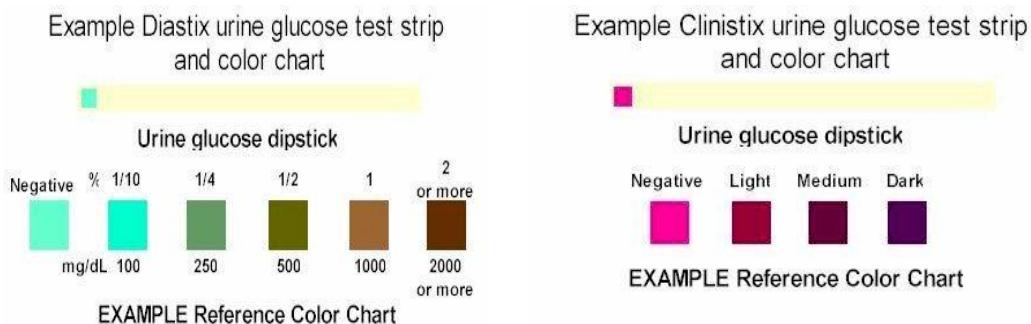 Example Diastix urine glucose test strip
and color chart
Urine glucose dipstick
Negative % 1/10 1/4 1/2 1 2
or more
mg/dL 100 250 500 1000 2000
or more
EXAMPLE Reference Color Chart
Example Clinistix urine glucose test strip
and color chart
Urine glucose dipstick
Negative Light Medium Dark
EXAMPLE Reference Color Chart